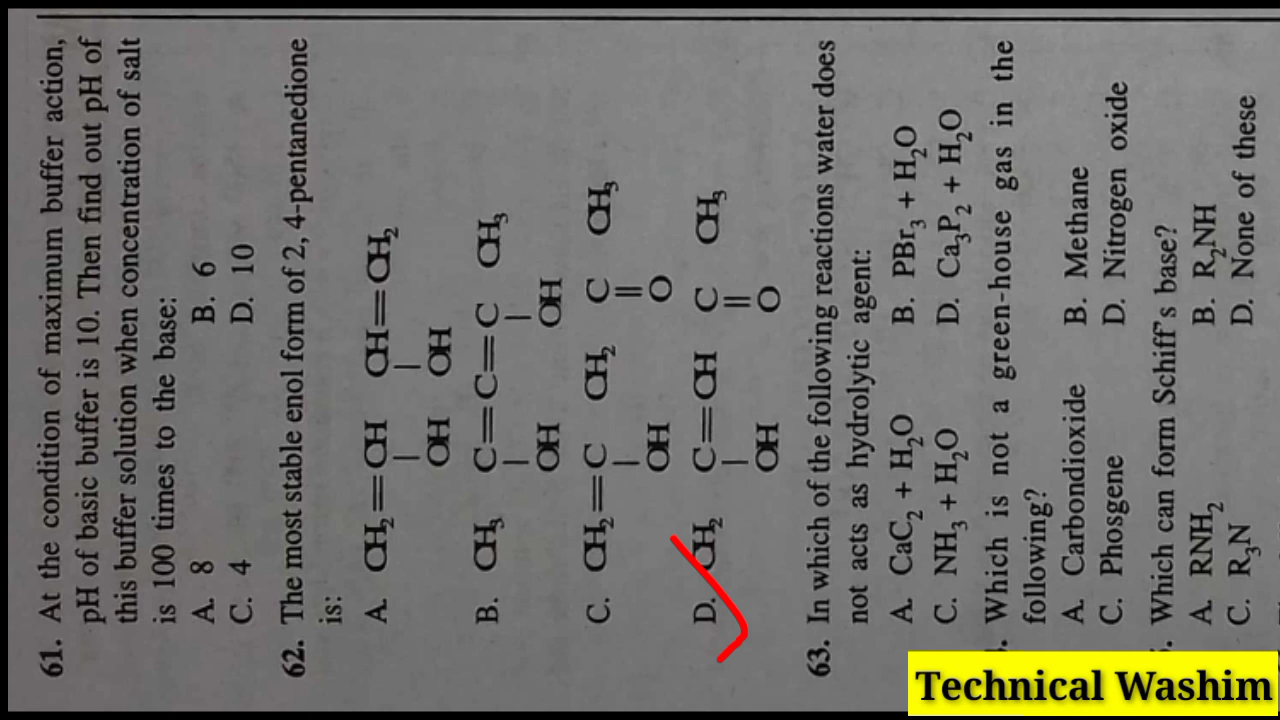 61. At the condition of maximum buffer action,
pH of basic buffer is 10. Then find out pH of
this buffer solution when concentration of salt
is 100 times to the base:
A. 8 B. 6
C. 4 D. 10
62. The most stable enol form of 2, 4-pentanedione
is:
A. CH₂=CH CH=CH₂
OH OH
B. CH₃ C=C=C CH₃
OH OH
C. CH₂=C CH₂ C CH₃
OH O
D. CH₂ C=CH C CH₃
OH O
63. In which of the following reactions water does
not acts as hydrolytic agent:
A. CaC₂ + H₂O B. PBr₃ + H₂O
C. NH₃ + H₂O D. Ca₃P₂ + H₂O
. Which is not a green-house gas in the
following?
A. Carbondioxide B. Methane
C. Phosgene D. Nitrogen oxide
. Which can form Schiff's base?
A. RNH₂ B. R₂NH
C. R₃N D. None of these
Technical Washim